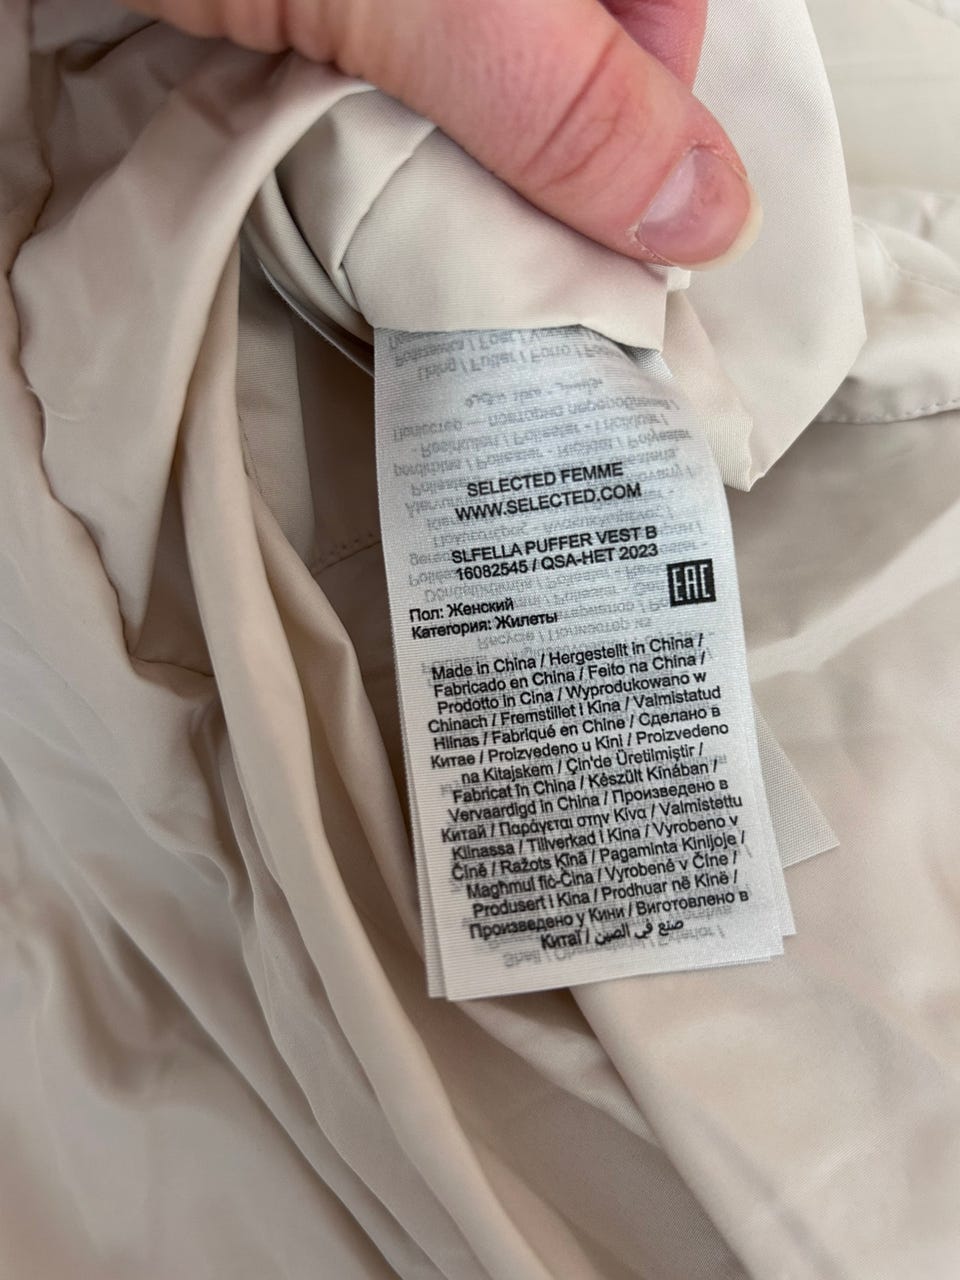 SELECTED FEMME
WWW.SELECTED.COM
SLFELLA PUFFER VEST B
16082545 / QSA-HET 2023
EAC
Пол: Женский
Категория: Жилеты
Made in China / Hergestellt in China /
Fabricado en China / Feito na China /
Prodotto in Cina / Wyprodukowano w
Chinach / Fremstillet i Kina / Valmistatud
Hiinas / Fabriqué en Chine / Сделано в
Китае / Proizvedeno u Kini / Proizvedeno
na Kitajskem / Çin'de Üretilmiştir /
Fabricat în China / Készült Kínában /
Vervaardigd in China / Произведено в
Китай / Παράγεται στην Κίνα / Valmistettu
Kiinassa / Tillverkad i Kina / Vyrobeno v
Číně / Ražots Ķīnā / Pagaminta Kinijoje /
Magħmul fiċ-Ċina / Vyrobené v Číne /
Produsert i Kina / Prodhuar në Kinë /
Произведено у Кини / Виготовлено в
Китаї / صنع في الصين